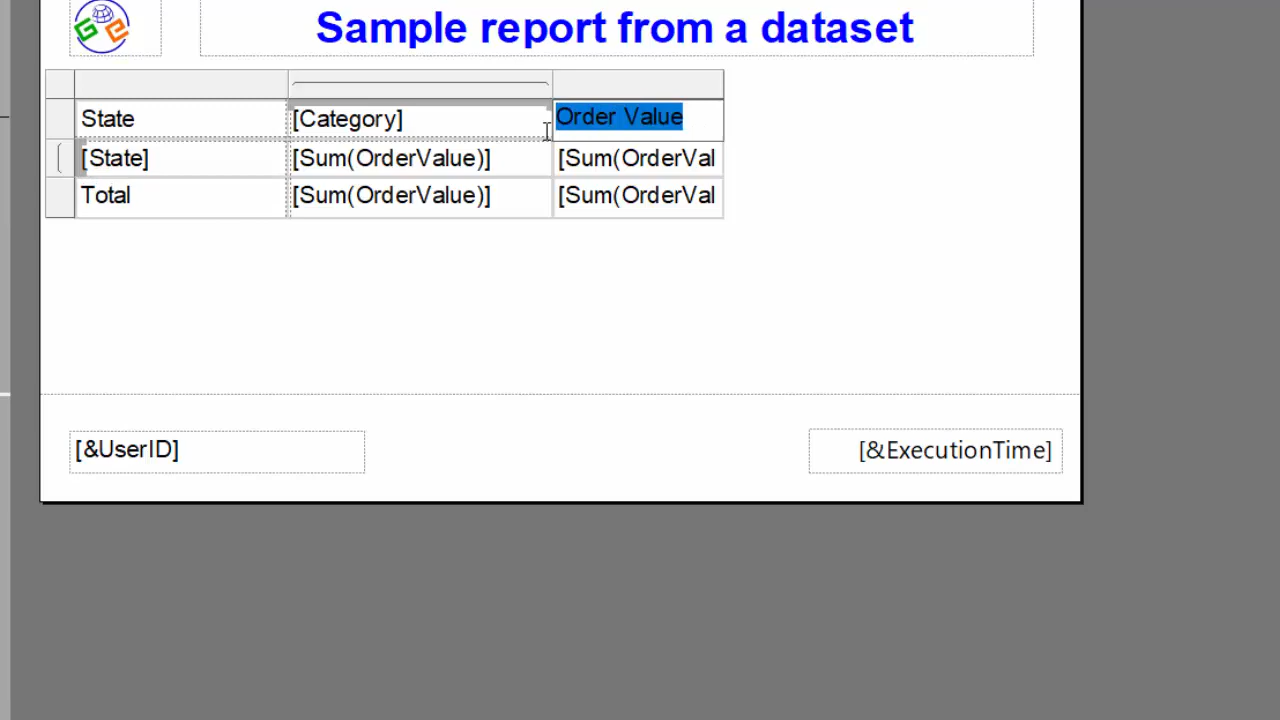 Sample report from a dataset
State [Category] Order Value
[State] [Sum(OrderValue)] [Sum(OrderVal
Total [Sum(OrderValue)] [Sum(OrderVal
[&UserID] [&ExecutionTime]